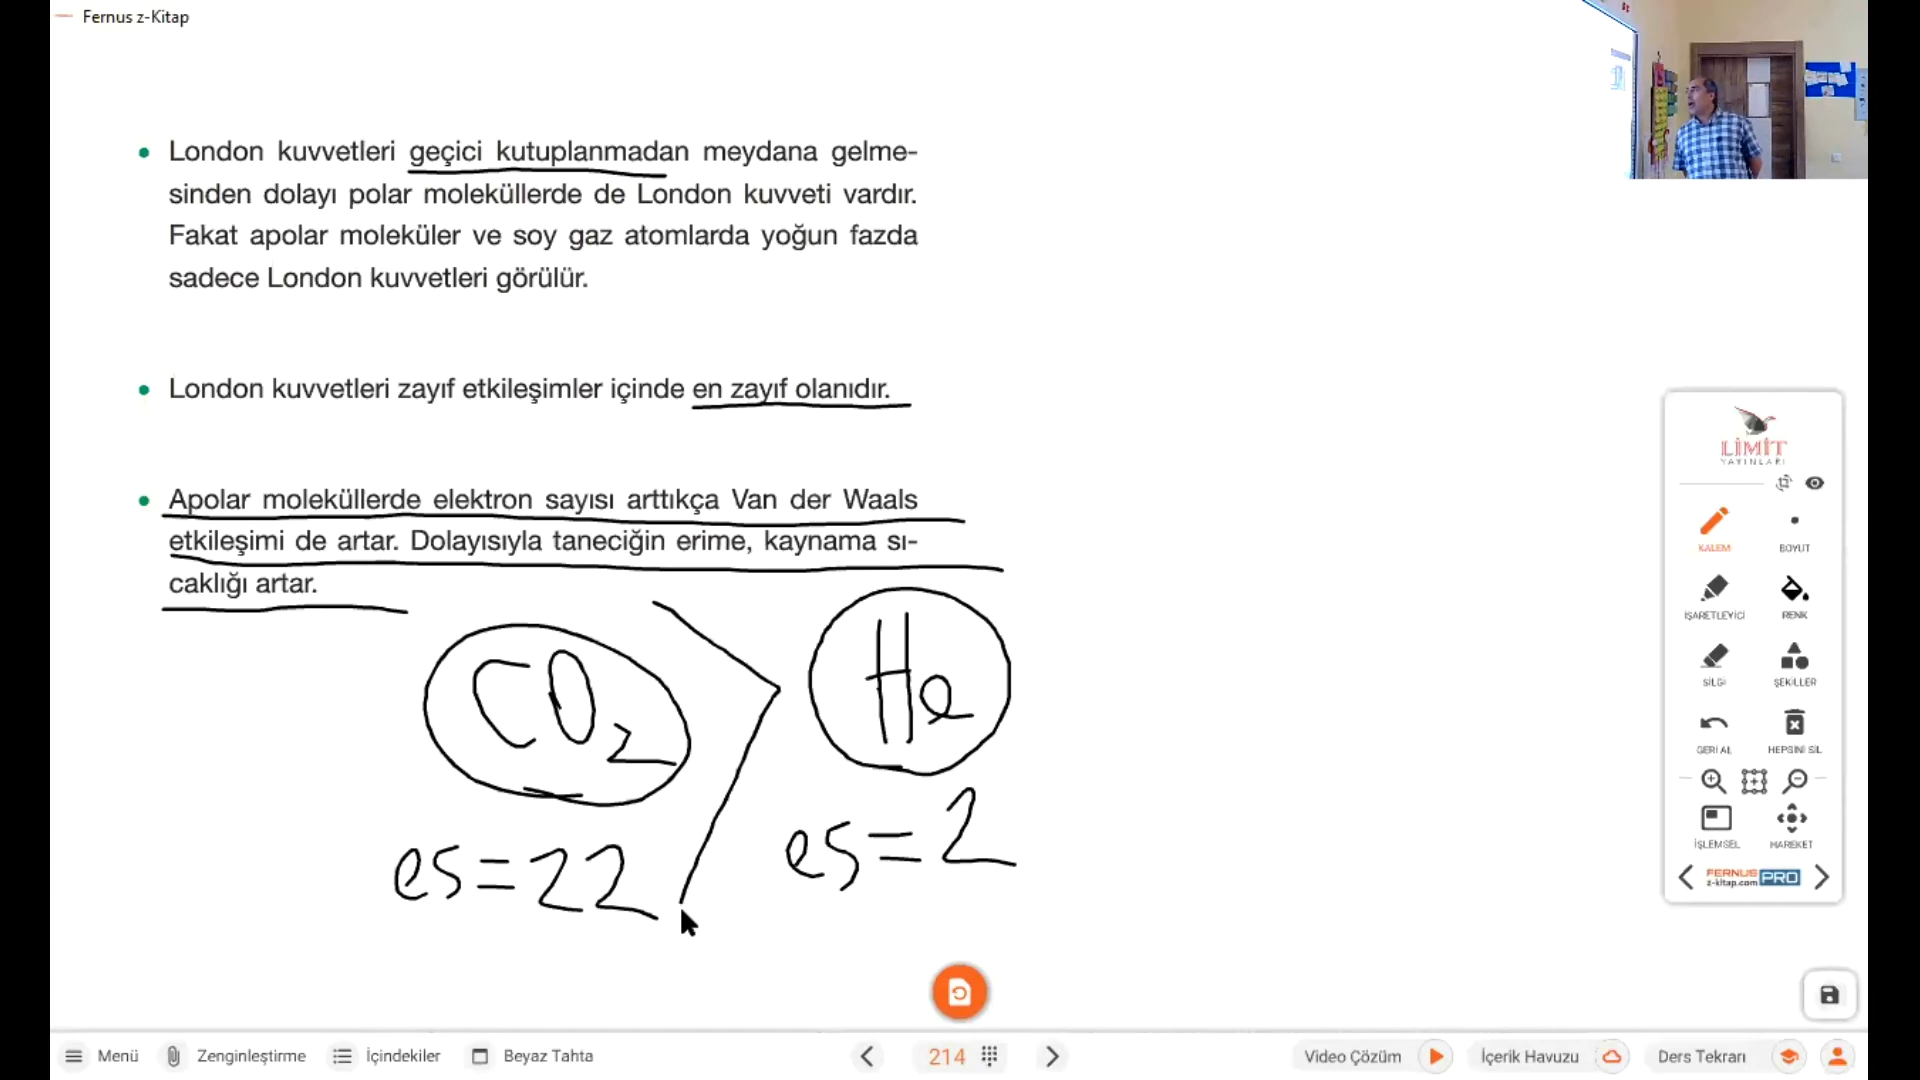 Fernus z-Kitap
• London kuvvetleri geçici kutuplanmadan meydana gelme-
sinden dolayı polar moleküllerde de London kuvveti vardır.
Fakat apolar moleküler ve soy gaz atomlarda yoğun fazda
sadece London kuvvetleri görülür.
• London kuvvetleri zayıf etkileşimler içinde en zayıf olanıdır.
• Apolar moleküllerde elektron sayısı arttıkça Van der Waals
etkileşimi de artar. Dolayısıyla taneciğin erime, kaynama sı-
caklığı artar.
CO2 > He
es=22 es=2
LİMİT
YAYINLARI
KALEM BOYUT
İŞARETLEYİCİ RENK
SİLGİ ŞEKİLLER
GERİ AL HEPSİNİ SİL
İŞLEMSEL HAREKET
FERNUS PRO
z-kitap.com
Menü Zenginleştirme İçindekiler Beyaz Tahta 214 Video Çözüm İçerik Havuzu Ders Tekrarı